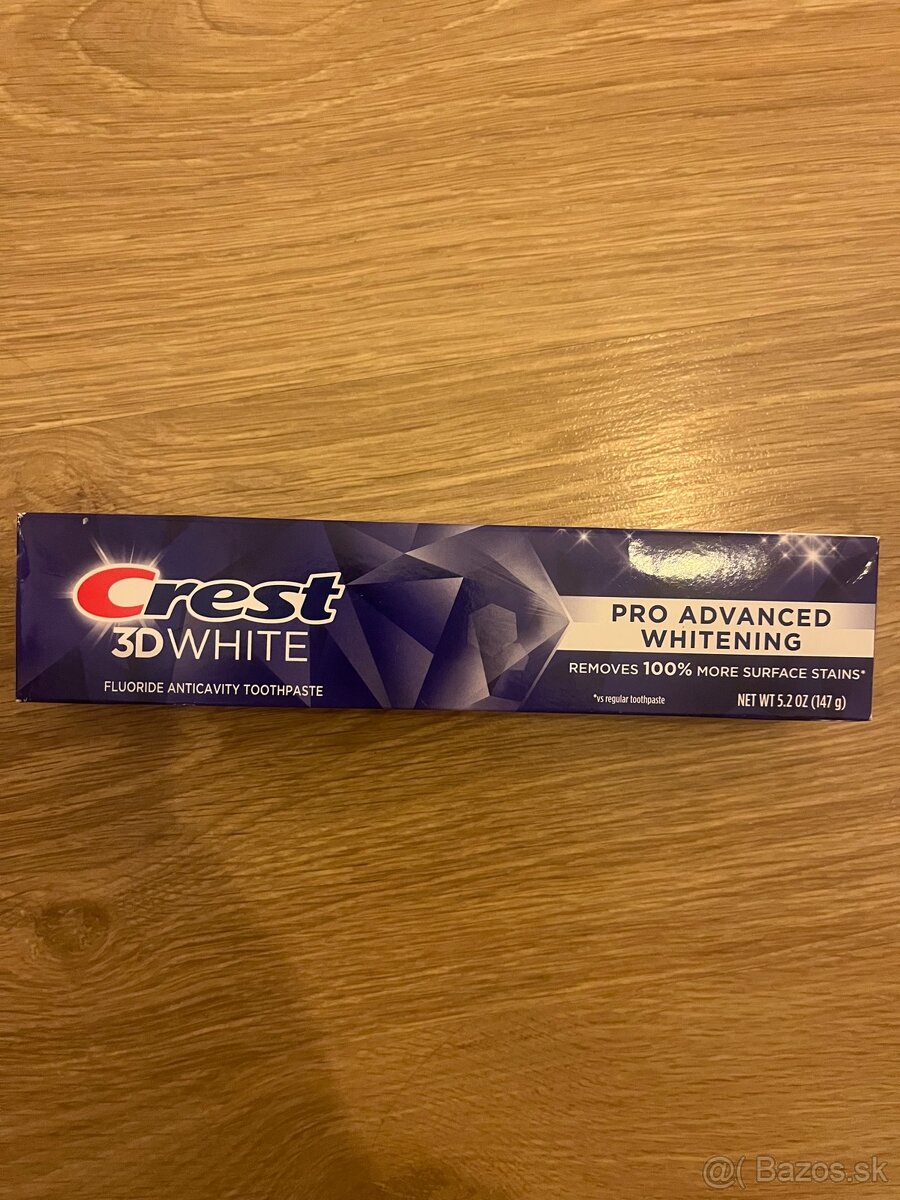 Crest
3D WHITE
FLUORIDE ANTICAVITY TOOTHPASTE
PRO ADVANCED
WHITENING
REMOVES 100% MORE SURFACE STAINS*
*vs regular toothpaste
NET WT 5.2 OZ (147 g)
@( Bazos.sk